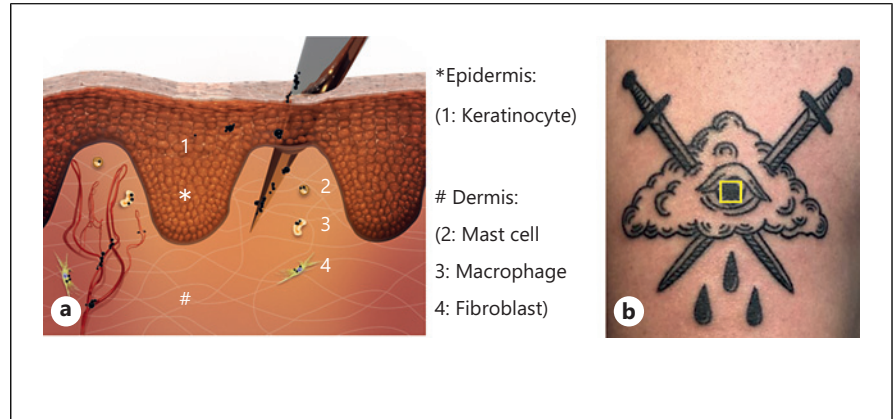 1
*
2
3
4
#
a
*Epidermis:
(1: Keratinocyte)
# Dermis:
(2: Mast cell
3: Macrophage
4: Fibroblast)
b